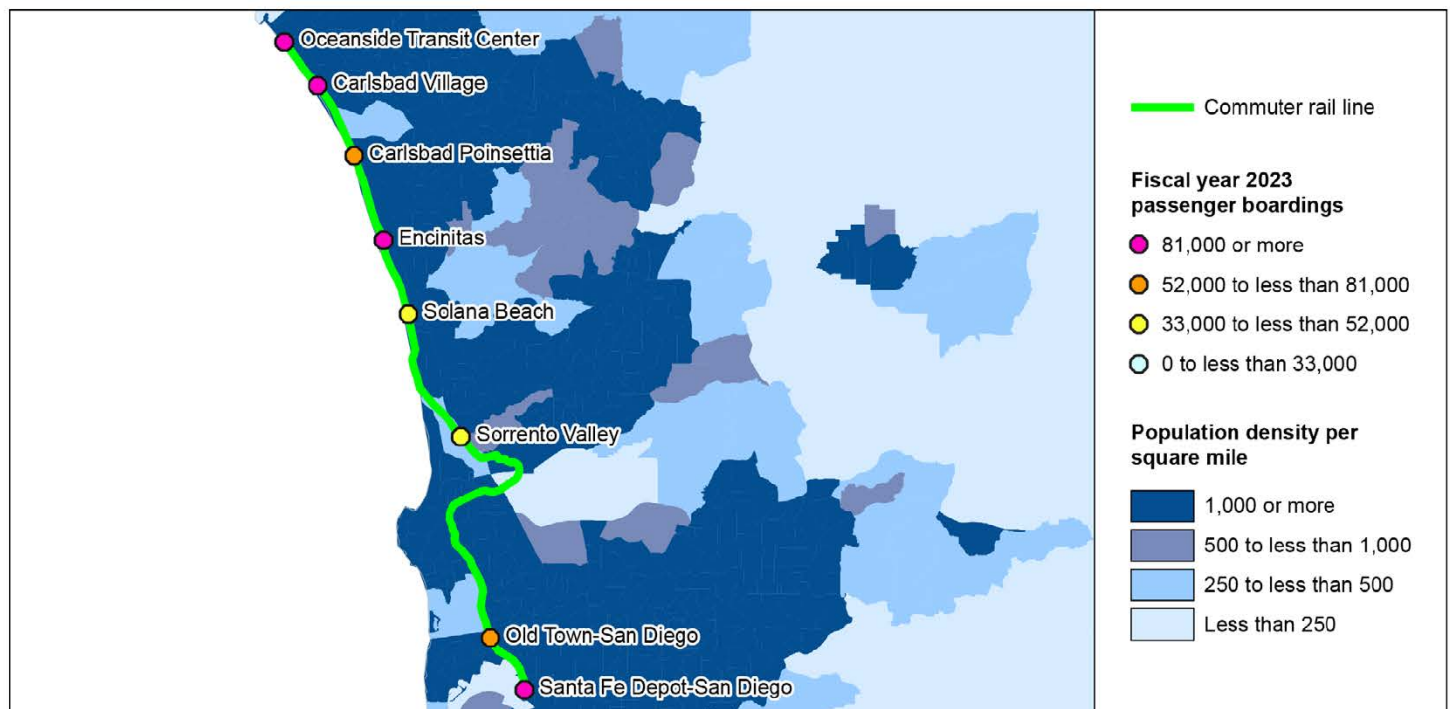 Oceanside Transit Center
Carlsbad Village
Carlsbad Poinsettia
Encinitas
Solana Beach
Sorrento Valley
Old Town-San Diego
Santa Fe Depot-San Diego
Commuter rail line
Fiscal year 2023
passenger boardings
81,000 or more
52,000 to less than 81,000
33,000 to less than 52,000
0 to less than 33,000
Population density per
square mile
1,000 or more
500 to less than 1,000
250 to less than 500
Less than 250